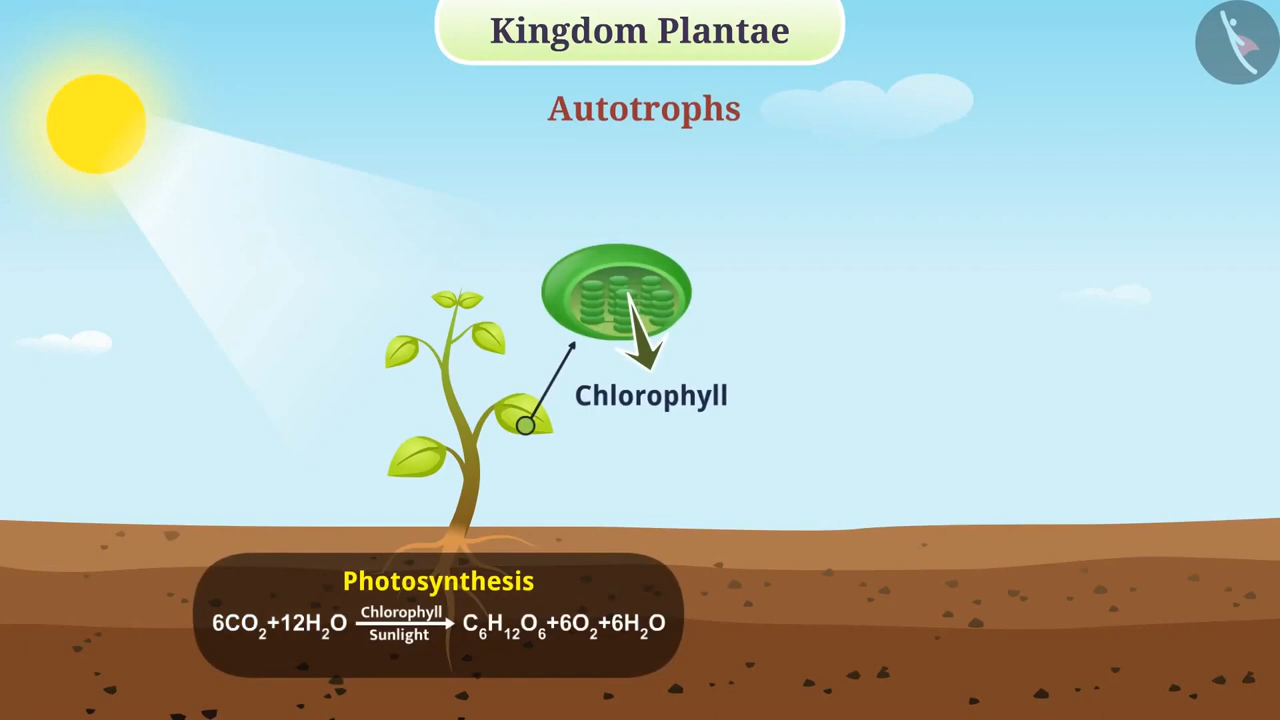 Kingdom Plantae
Autotrophs
Chlorophyll
Photosynthesis
6CO₂+12H₂O Chlorophyll Sunlight C₆H₁₂O₆+6O₂+6H₂O